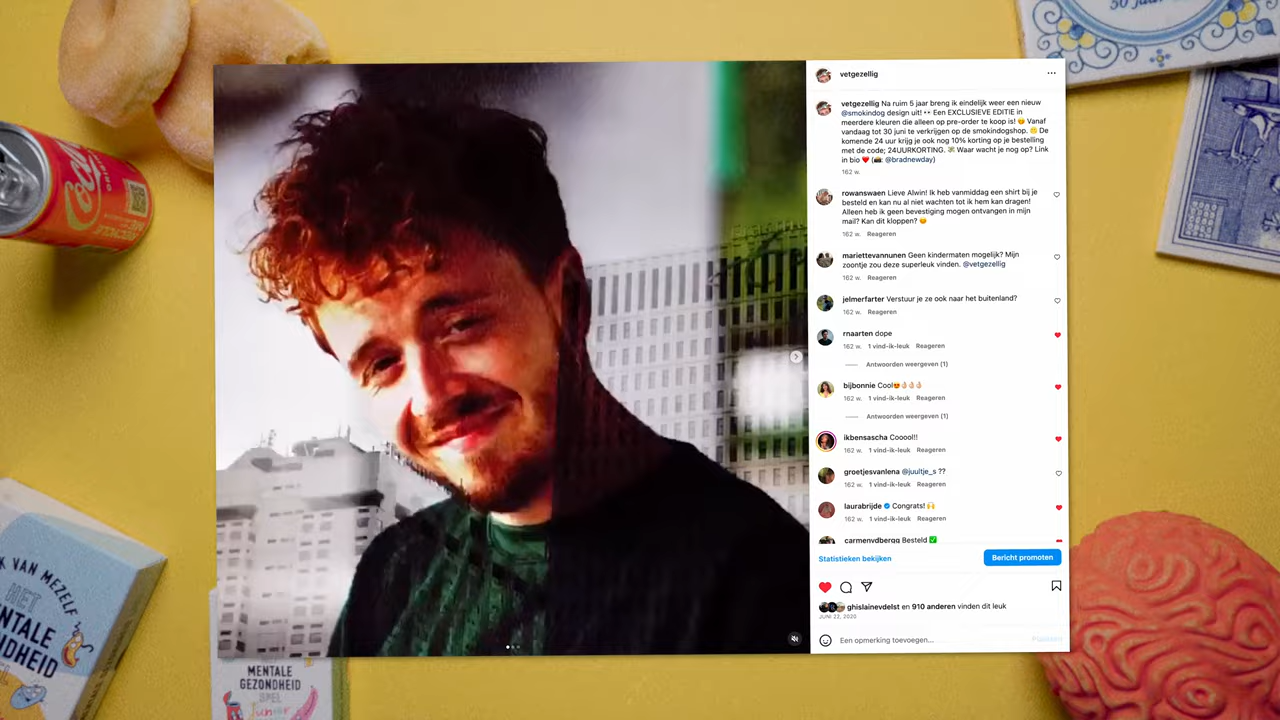 50 jaar
vetgezellig
vetgezellig Na ruim 5 jaar breng ik eindelijk weer een nieuw
@smokindog design uit! 👀 Een EXCLUSIEVE EDITIE in
meerdere kleuren die alleen op pre-order te koop is! 🤩 Vanaf
vandaag tot 30 juni te verkrijgen op de smokindogshop. 🤗 De
komende 24 uur krijg je ook nog 10% korting op je bestelling
met de code; 24UURKORTING. 💸 Waar wacht je nog op? Link
in bio ❤️ (📸: @bradnewday)
162 w.
rowanswaen Lieve Alwin! Ik heb vanmiddag een shirt bij je
besteld en kan nu al niet wachten tot ik hem kan dragen!
Alleen heb ik geen bevestiging mogen ontvangen in mijn
mail? Kan dit kloppen? 😊
162 w. Reageren
mariettevannunen Geen kindermaten mogelijk? Mijn
zoontje zou deze superleuk vinden. @vetgezellig
162 w. Reageren
jelmerfarter Verstuur je ze ook naar het buitenland?
162 w. Reageren
rnaarten dope
162 w. 1 vind-ik-leuk Reageren
Antwoorden weergeven (1)
bijbonnie Cool😍👌🏼👌🏼👌🏼
162 w. 1 vind-ik-leuk Reageren
Antwoorden weergeven (1)
ikbensascha Cooool!!
162 w. 1 vind-ik-leuk Reageren
groetjesvanlena @juultje_s ??
162 w. 1 vind-ik-leuk Reageren
laurabrijde Congrats! 🙌
162 w. 1 vind-ik-leuk Reageren
carmenvdbergg Besteld ✅
Statistieken bekijken
Bericht promoten
ghislainevdelst en 910 anderen vinden dit leuk
JUNI 22, 2020
Een opmerking toevoegen...
Plaatsen
VAN MEZELF
MET
MENTALE
GEZONDHEID
SPEL
junior